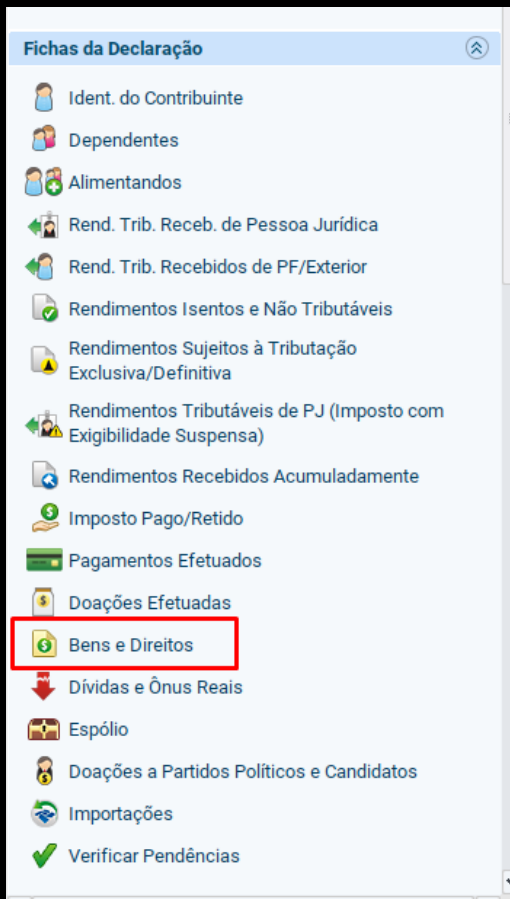 Fichas da Declaração
Ident. do Contribuinte
Dependentes
Alimentandos
Rend. Trib. Receb. de Pessoa Jurídica
Rend. Trib. Recebidos de PF/Exterior
Rendimentos Isentos e Não Tributáveis
Rendimentos Sujeitos à Tributação
Exclusiva/Definitiva
Rendimentos Tributáveis de PJ (Imposto com
Exigibilidade Suspensa)
Rendimentos Recebidos Acumuladamente
Imposto Pago/Retido
Pagamentos Efetuados
Doações Efetuadas
Bens e Direitos
Dívidas e Ônus Reais
Espólio
Doações a Partidos Políticos e Candidatos
Importações
Verificar Pendências